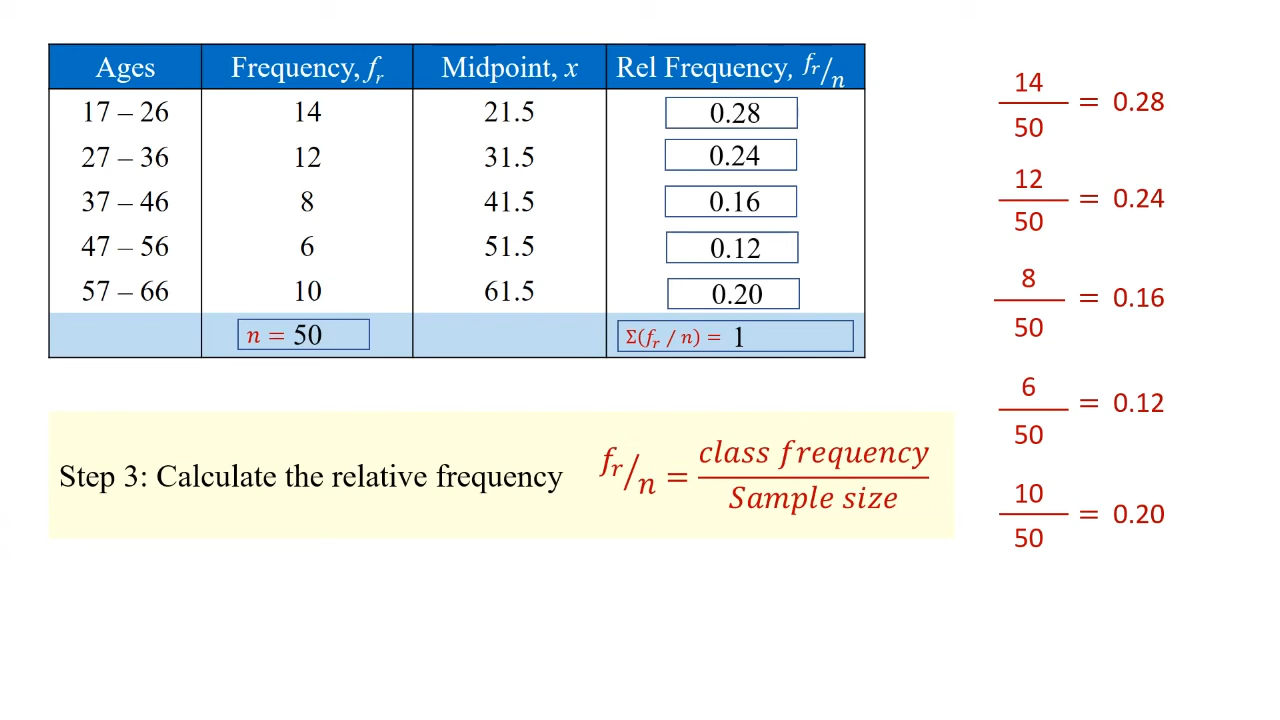 Ages Frequency, fr Midpoint, x Rel Frequency, fr/n
17 – 26 14 21.5 0.28
27 – 36 12 31.5 0.24
37 – 46 8 41.5 0.16
47 – 56 6 51.5 0.12
57 – 66 10 61.5 0.20
n = 50 Σ(fr / n) = 1
Step 3: Calculate the relative frequency fr/n = class frequency
Sample size
14
50 = 0.28
12
50 = 0.24
8
50 = 0.16
6
50 = 0.12
10
50 = 0.20